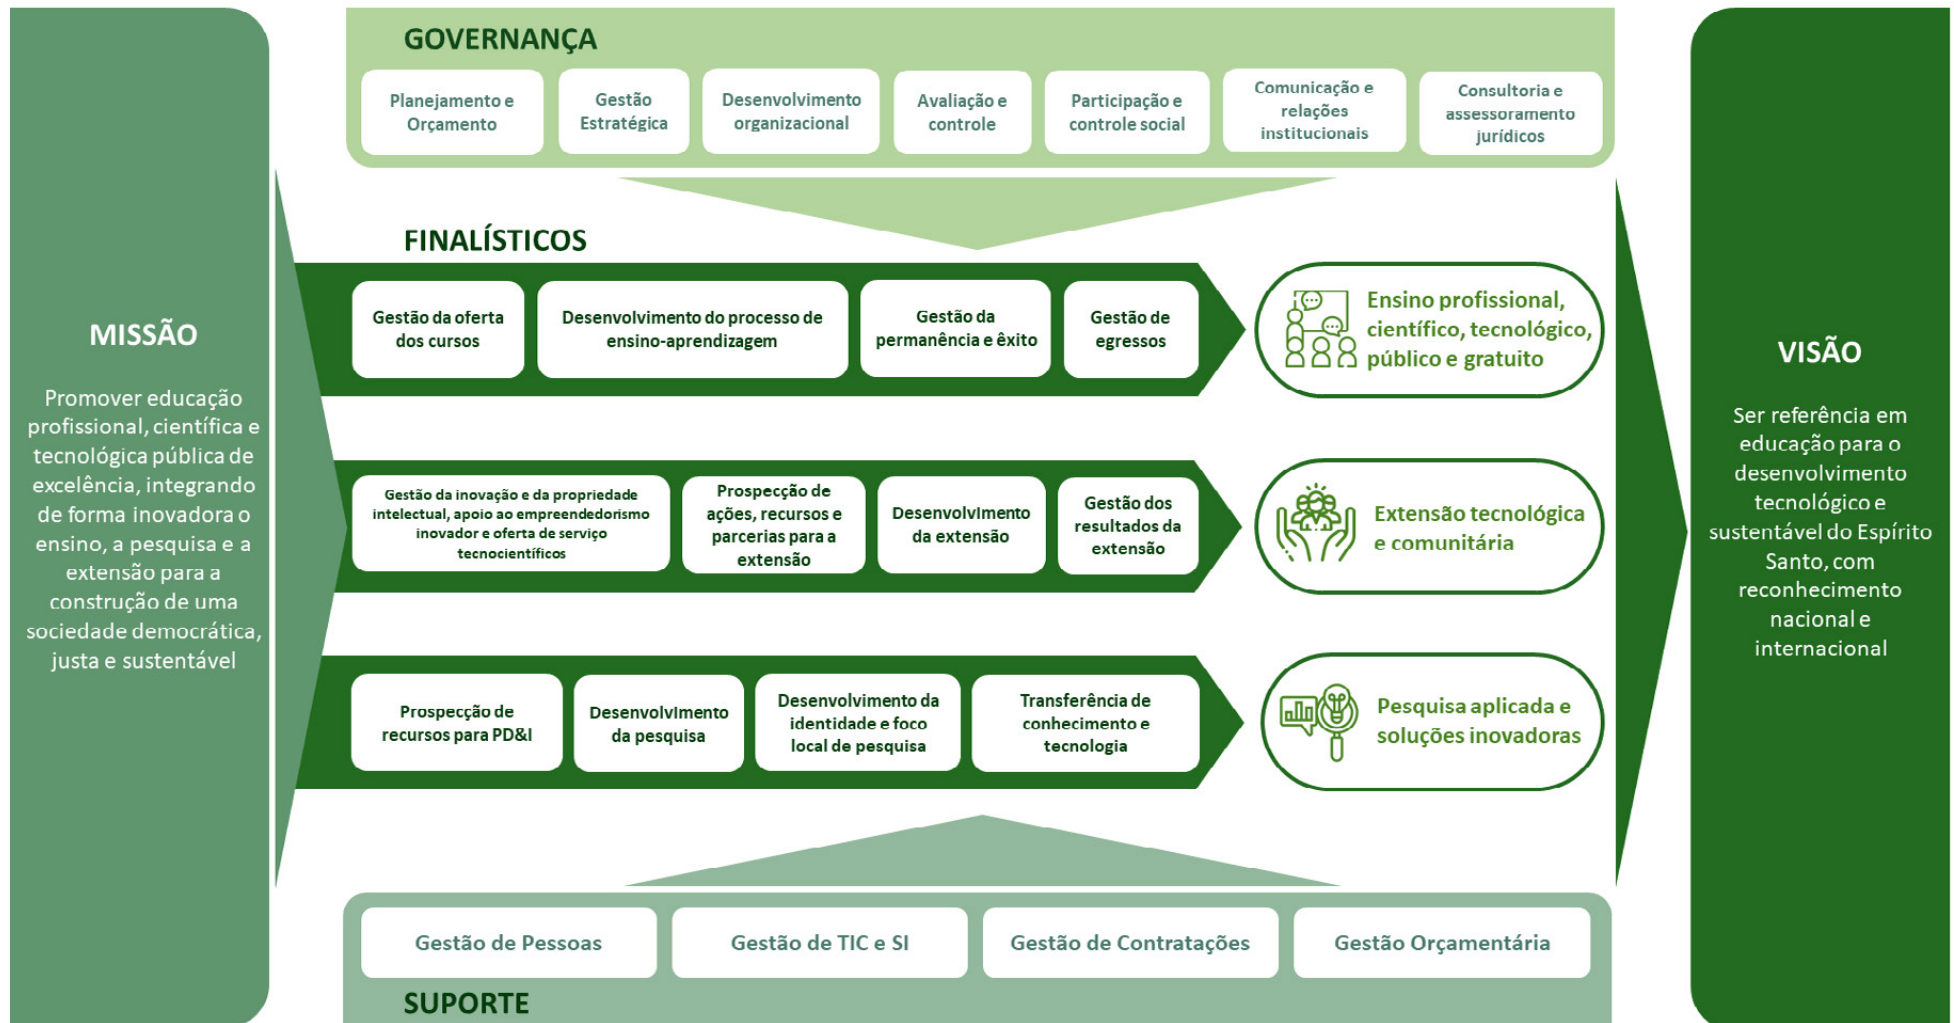 GOVERNANÇA
Planejamento e
Orçamento
Gestão
Estratégica
Desenvolvimento
organizacional
Avaliação e
controle
Participação e
controle social
Comunicação e
relações
institucionais
Consultoria e
assessoramento
jurídicos
MISSÃO
Promover educação
profissional, científica e
tecnológica pública de
excelência, integrando
de forma inovadora o
ensino, a pesquisa e a
extensão para a
construção de uma
sociedade democrática,
justa e sustentável
FINALÍSTICOS
Gestão da oferta
dos cursos
Desenvolvimento do processo de
ensino-aprendizagem
Gestão da
permanência e êxito
Gestão de
egressos
Ensino profissional,
científico, tecnológico,
público e gratuito
Gestão da inovação e da propriedade
intelectual, apoio ao empreendedorismo
inovador e oferta de serviço
tecnocientíficos
Prospecção de
ações, recursos e
parcerias para a
extensão
Desenvolvimento
da extensão
Gestão dos
resultados da
extensão
Extensão tecnológica
e comunitária
Prospecção de
recursos para PD&I
Desenvolvimento
da pesquisa
Desenvolvimento da
identidade e foco
local de pesquisa
Transferência de
conhecimento e
tecnologia
Pesquisa aplicada e
soluções inovadoras
VISÃO
Ser referência em
educação para o
desenvolvimento
tecnológico e
sustentável do Espírito
Santo, com
reconhecimento
nacional e
internacional
Gestão de Pessoas
Gestão de TIC e SI
Gestão de Contratações
Gestão Orçamentária
SUPORTE